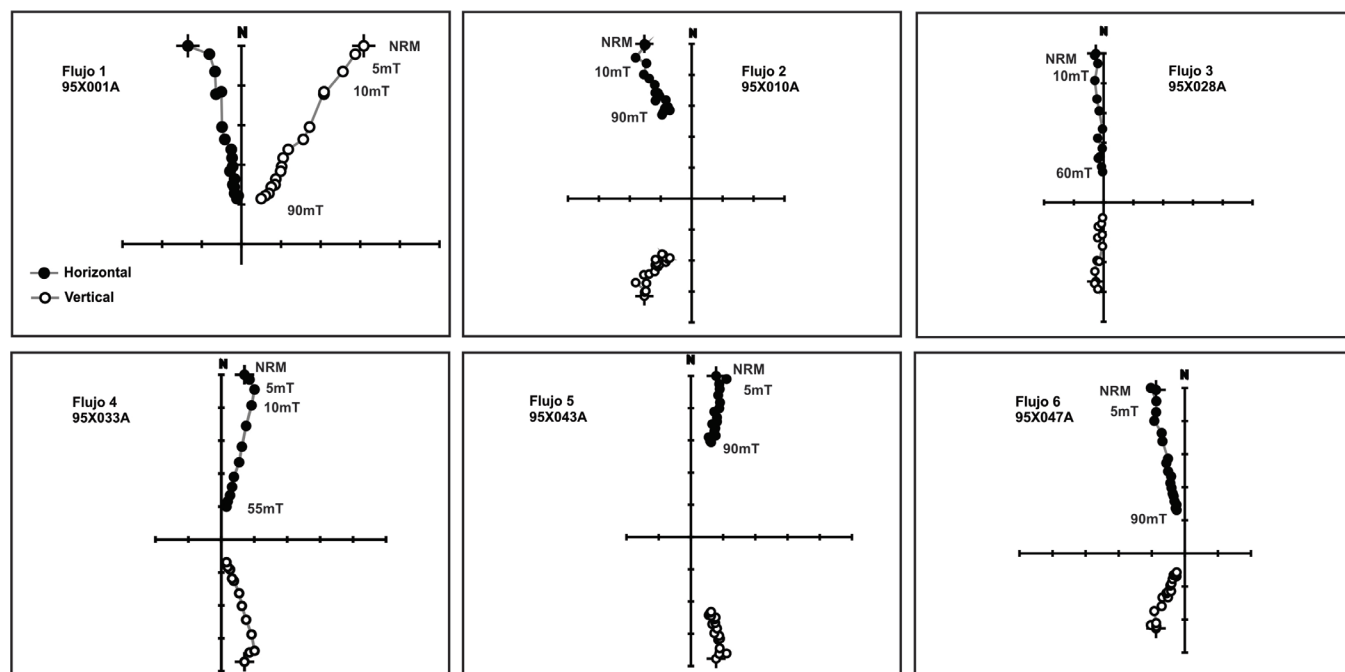 N
NRM
Flujo 1
95X001A
5mT
10mT
90mT
Horizontal
Vertical
N
NRM
Flujo 2
95X010A
10mT
90mT
N
NRM
Flujo 3
95X028A
10mT
60mT
N
NRM
Flujo 4
95X033A
5mT
10mT
55mT
N
NRM
Flujo 5
95X043A
5mT
90mT
N
NRM
Flujo 6
95X047A
5mT
90mT